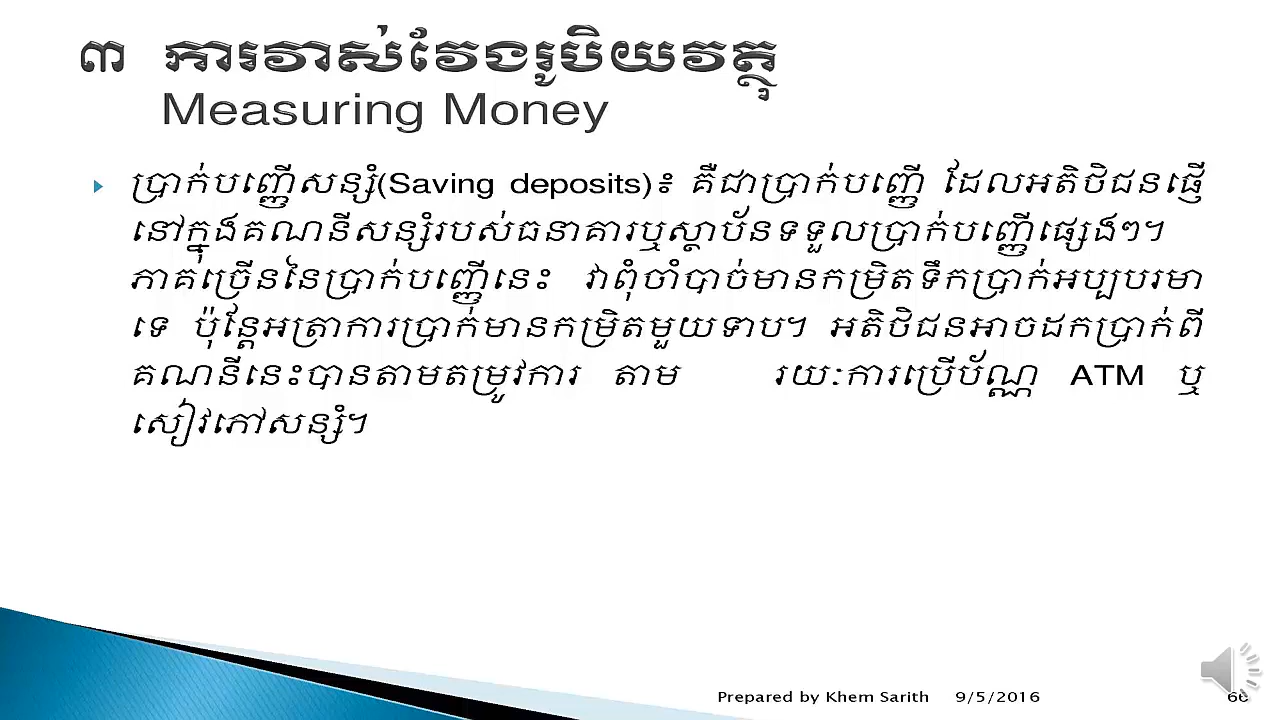 ៣ ការវាស់វែងរូបិយវត្ថុ
Measuring Money
ប្រាក់បញ្ញើសន្សំ(Saving deposits)៖ គឺជាប្រាក់បញ្ញើ ដែលអតិថិជនផ្ញើ
នៅក្នុងគណនីសន្សំរបស់ធនាគារឬស្ថាប័នទទួលប្រាក់បញ្ញើផ្សេងៗ។
ភាគច្រើននៃប្រាក់បញ្ញើនេះ វាពុំចាំបាច់មានកម្រិតទឹកប្រាក់អប្បបរមា
ទេ ប៉ុន្តែអត្រាការប្រាក់មានកម្រិតមួយទាប។ អតិថិជនអាចដកប្រាក់ពី
គណនីនេះបានតាមតម្រូវការ តាម រយៈការប្រើប័ណ្ណ ATM ឬ
សៀវភៅសន្សំ។
Prepared by Khem Sarith 9/5/2016